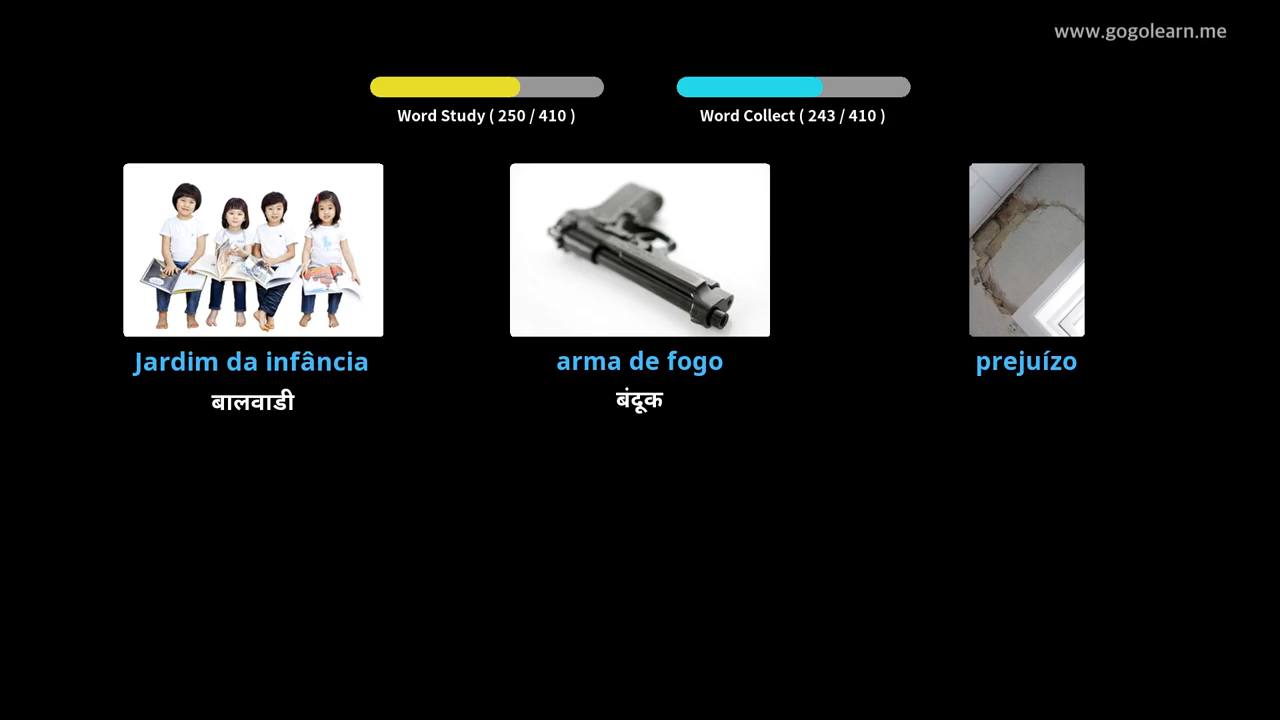 www.gogolearn.me
Word Study ( 250 / 410 )
Word Collect ( 243 / 410 )
Jardim da infância
arma de fogo
prejuízo
बालवाडी
बंदूक